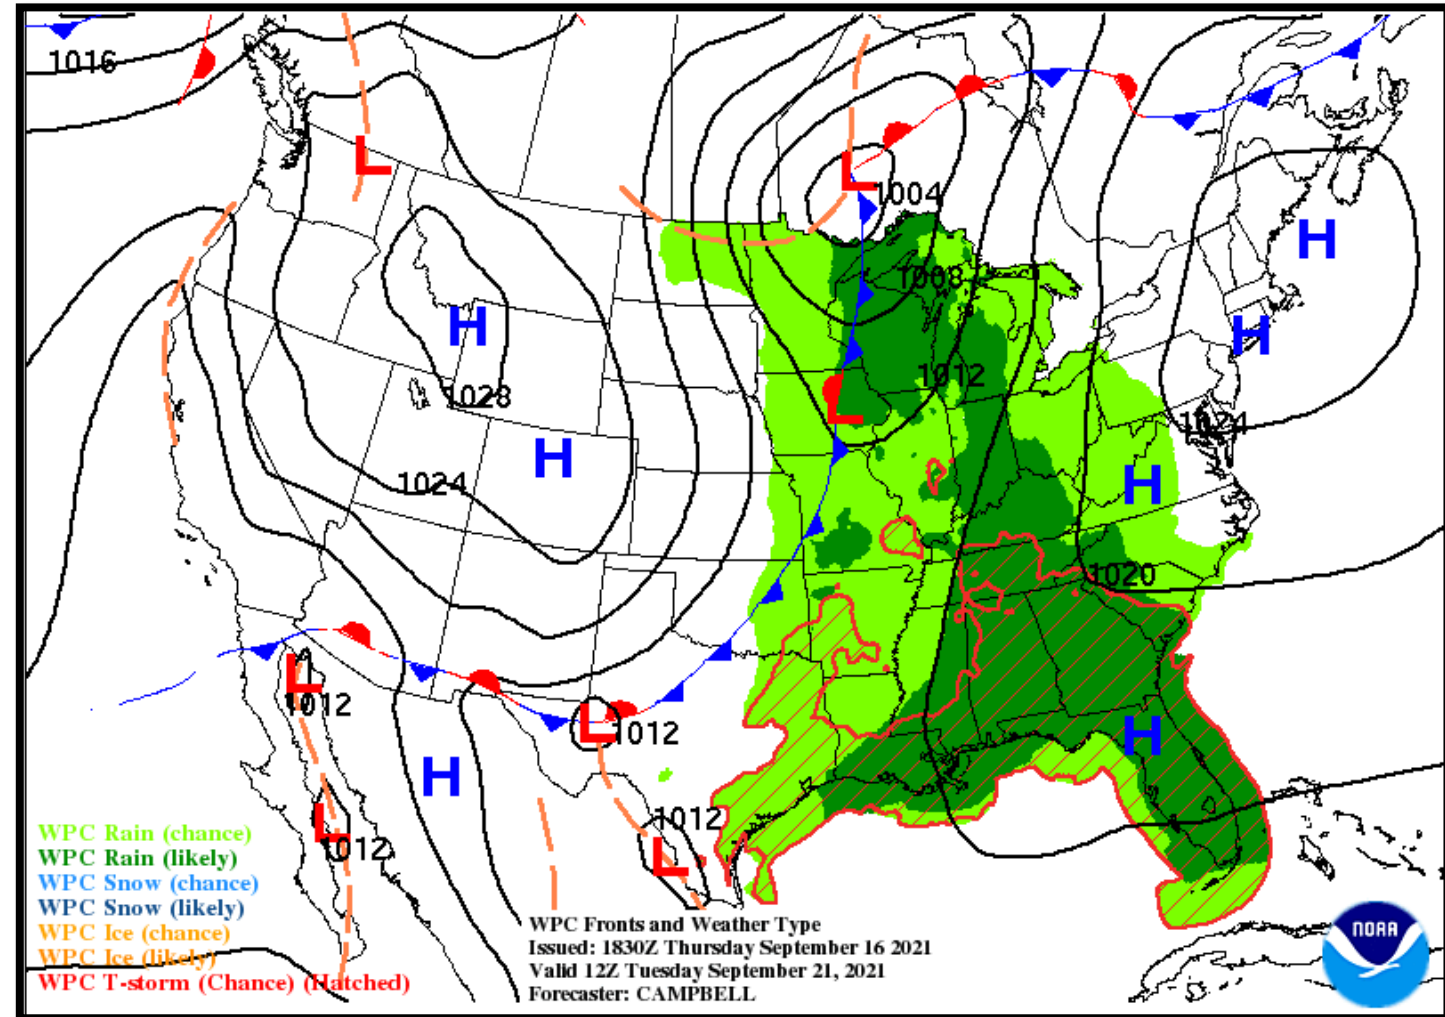 1016
L
L
1004
H
1008
H
H
1028
1012
L
1024
H
1024
H
1020
L
1012
L
1012
H
H
1012
L
1012
L
WPC Rain (chance)
WPC Rain (likely)
WPC Snow (chance)
WPC Snow (likely)
WPC Ice (chance)
WPC Ice (likely)
WPC T-storm (Chance) (Hatched)
WPC Fronts and Weather Type
Issued: 1830Z Thursday September 16 2021
Valid 12Z Tuesday September 21, 2021
Forecaster: CAMPBELL
NOAA